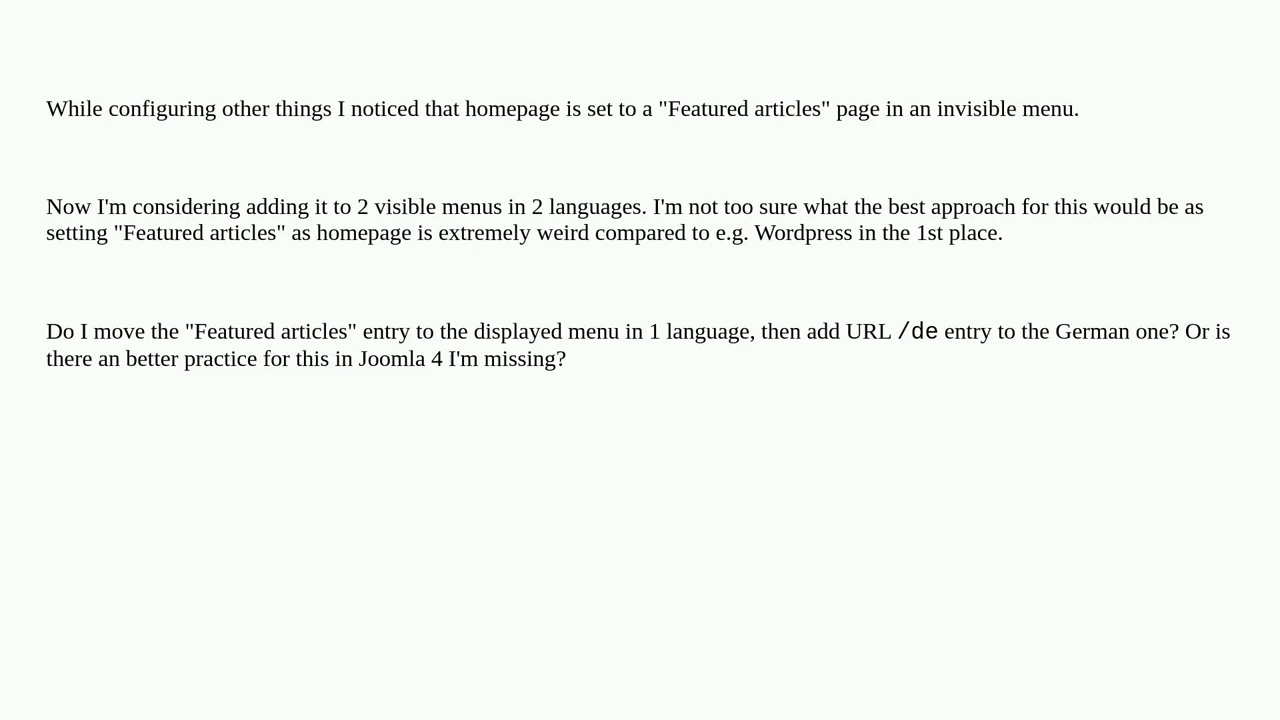 While configuring other things I noticed that homepage is set to a "Featured articles" page in an invisible menu.
Now I'm considering adding it to 2 visible menus in 2 languages. I'm not too sure what the best approach for this would be as
setting "Featured articles" as homepage is extremely weird compared to e.g. Wordpress in the 1st place.
Do I move the "Featured articles" entry to the displayed menu in 1 language, then add URL /de entry to the German one? Or is
there an better practice for this in Joomla 4 I'm missing?